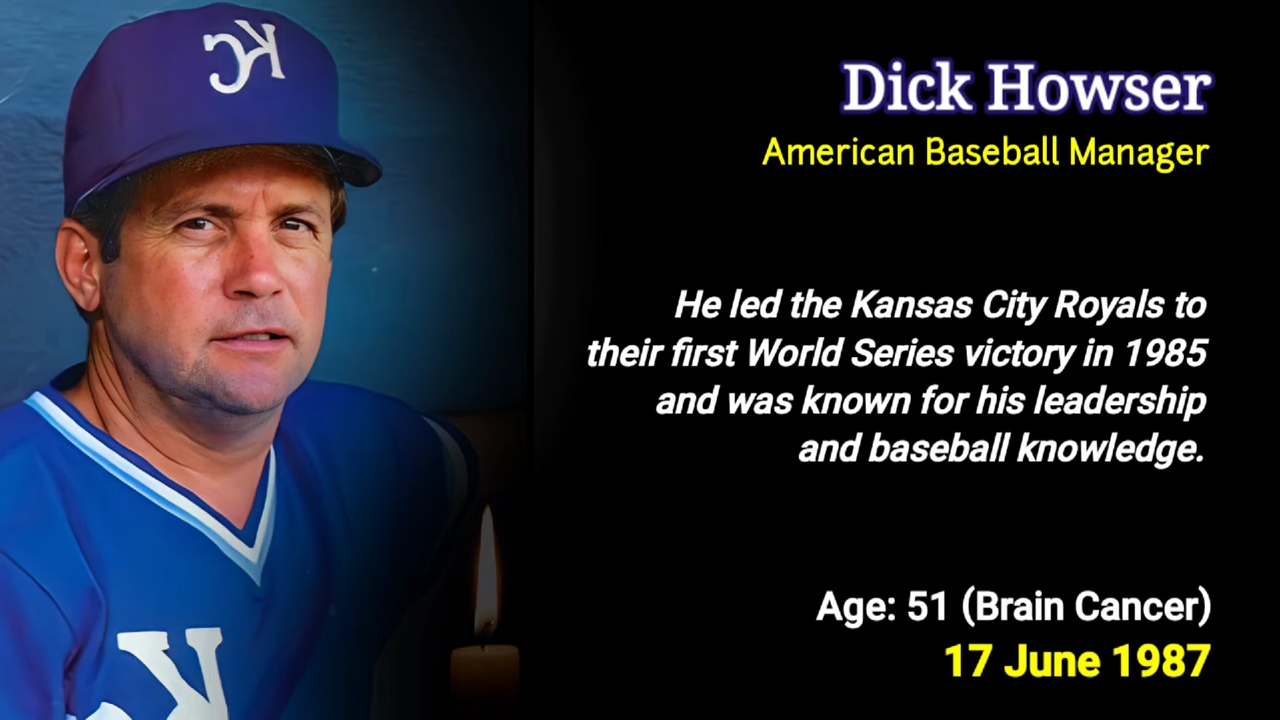 KC
Dick Howser
American Baseball Manager
He led the Kansas City Royals to
their first World Series victory in 1985
and was known for his leadership
and baseball knowledge.
Age: 51 (Brain Cancer)
17 June 1987
K